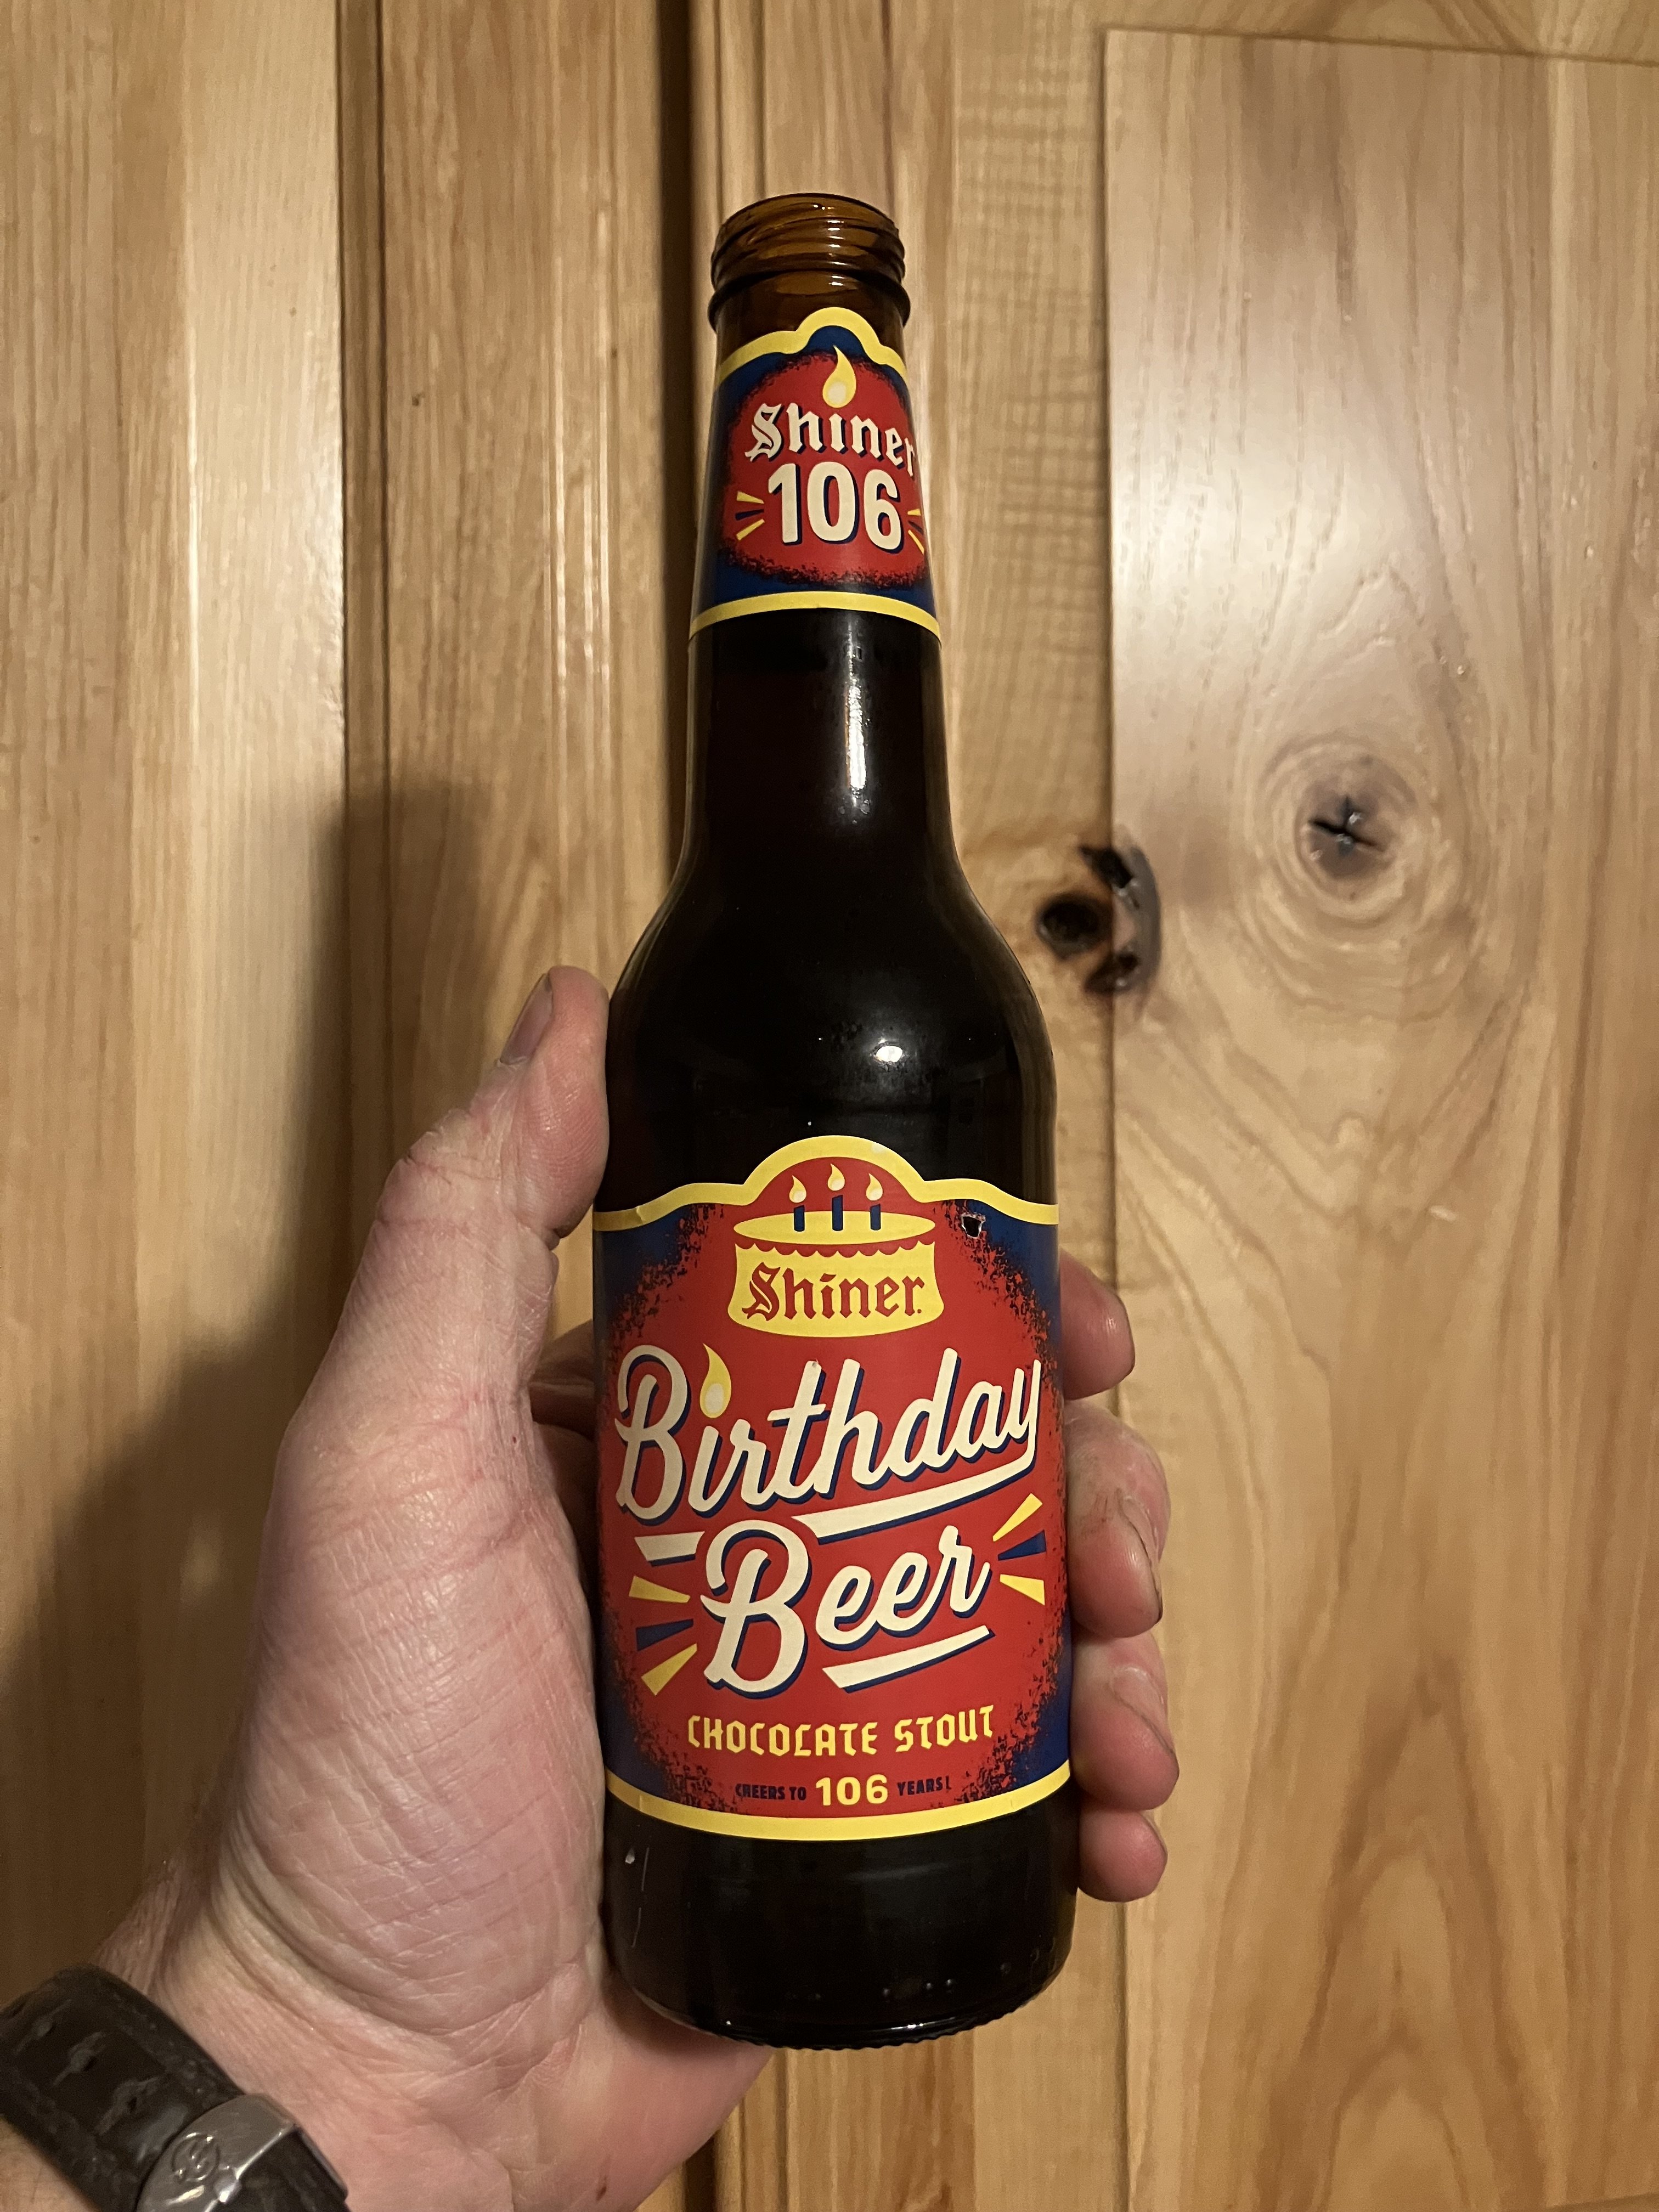 Shiner
106
Shiner
Birthday
Beer
CHOCOLATE STOUT
CHEERS TO 106 YEARS!